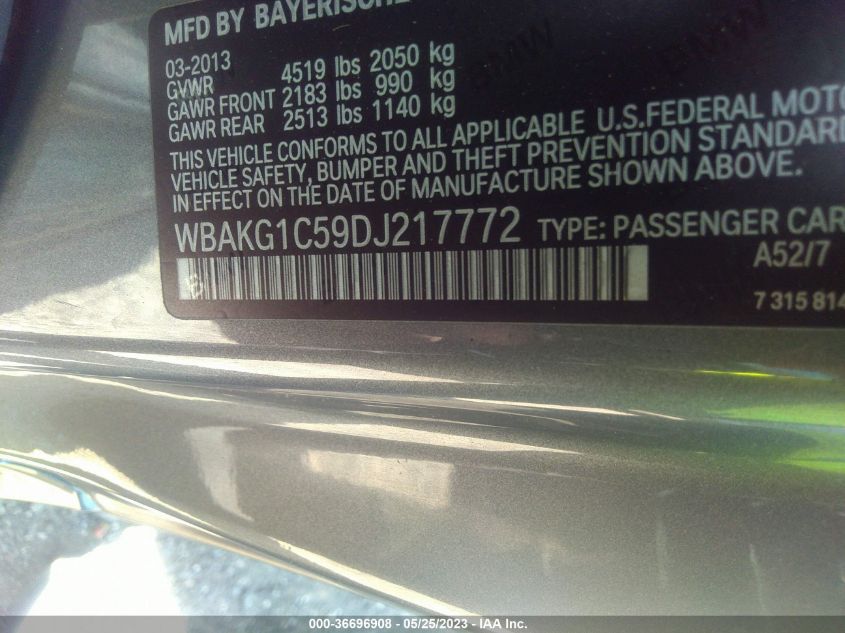 MFD BY BAYERISCHE
03-2013
GVWR 4519 lbs 2050 kg
GAWR FRONT 2183 lbs 990 kg
GAWR REAR 2513 lbs 1140 kg
THIS VEHICLE CONFORMS TO ALL APPLICABLE U.S.FEDERAL MOTO
VEHICLE SAFETY, BUMPER AND THEFT PREVENTION STANDARD
IN EFFECT ON THE DATE OF MANUFACTURE SHOWN ABOVE.
WBAKG1C59DJ217772 TYPE: PASSENGER CAR
A52/7
7 315 814
000-36696908 - 05/25/2023 - IAA Inc.